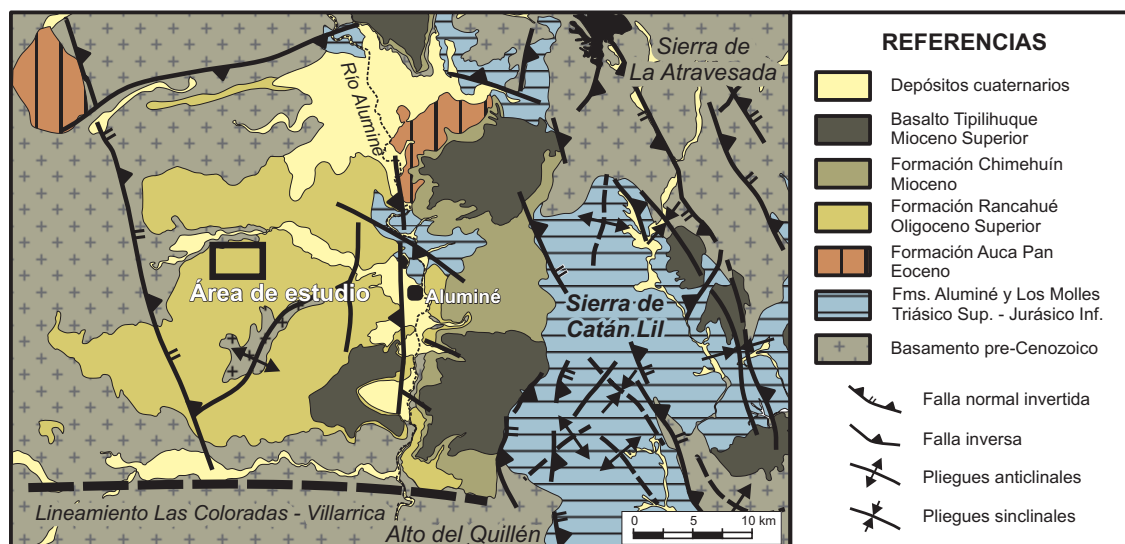 Sierra de
La Atravesada
Río Aluminé
Área de estudio
Aluminé
Sierra de
Catán Lil
Lineamiento Las Coloradas - Villarrica
Alto del Quillén
0 5 10 km
REFERENCIAS
Depósitos cuaternarios
Basalto Tipilihuque
Mioceno Superior
Formación Chimehuín
Mioceno
Formación Rancahué
Oligoceno Superior
Formación Auca Pan
Eoceno
Fms. Aluminé y Los Molles
Triásico Sup. - Jurásico Inf.
Basamento pre-Cenozoico
Falla normal invertida
Falla inversa
Pliegues anticlinales
Pliegues sinclinales